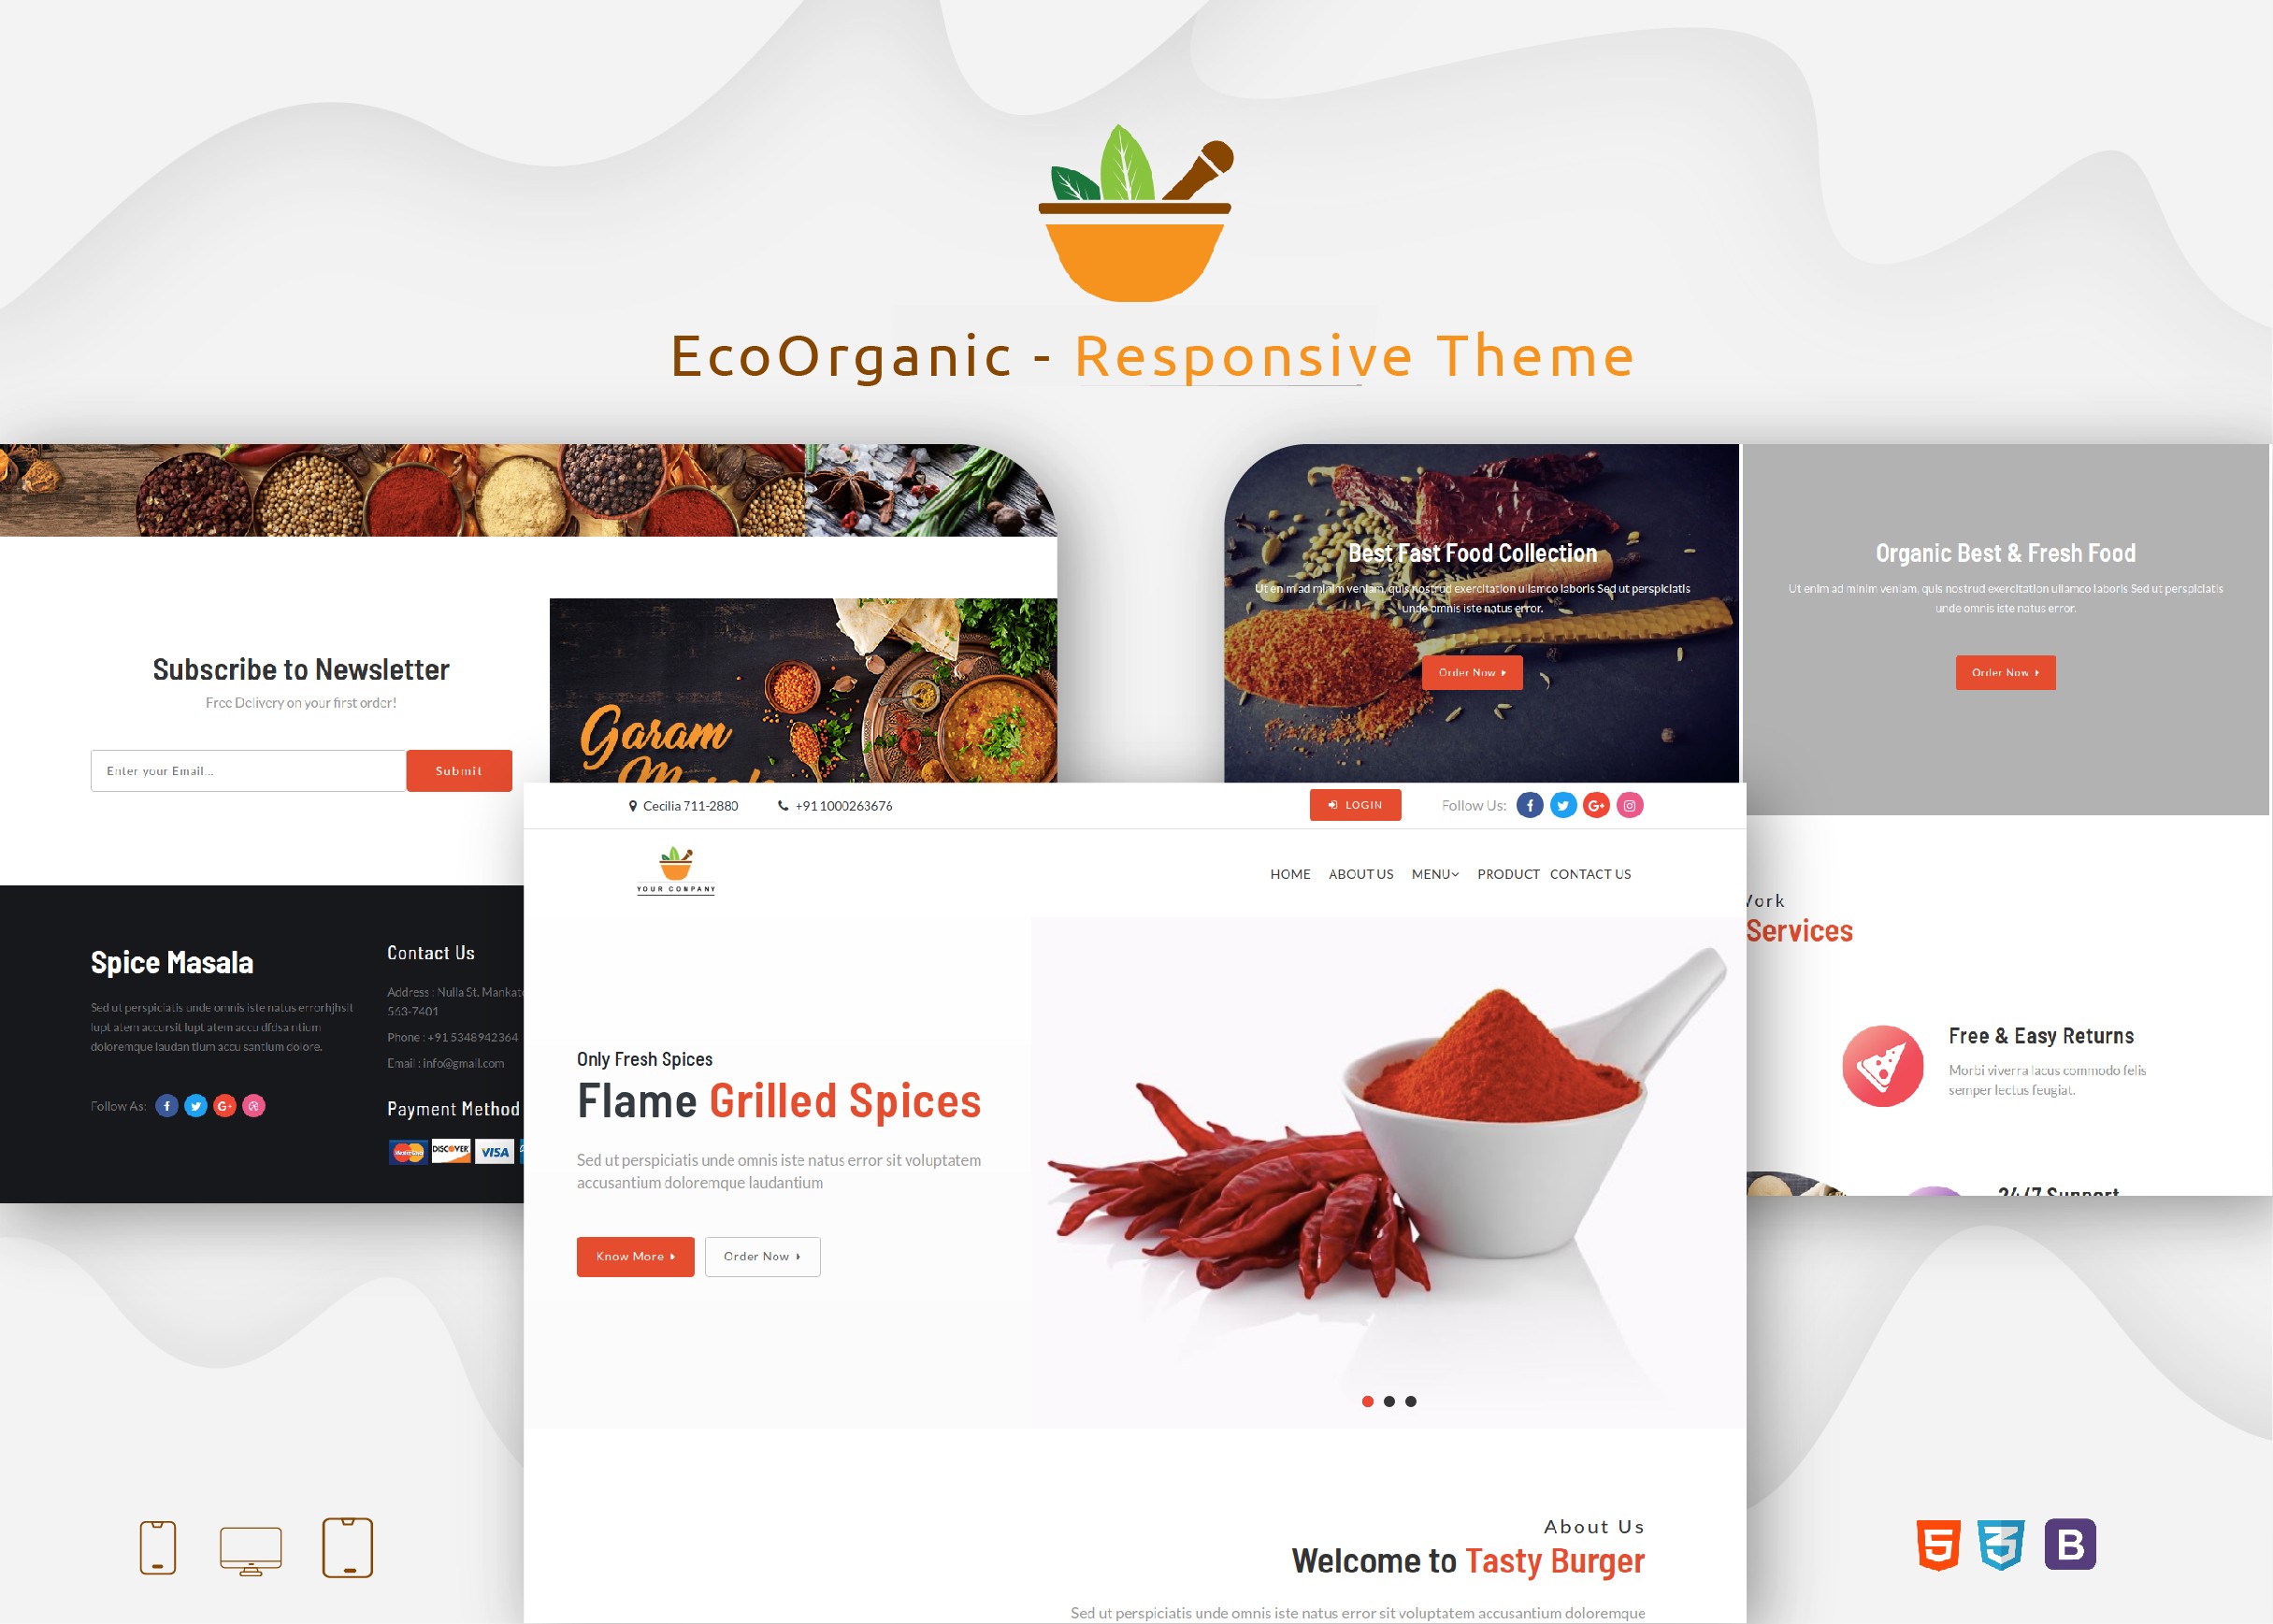 EcoOrganic - Responsive Theme
Subscribe to Newsletter
Free Delivery on your first order!
Enter your Email...
Submit
Garam
Spice Masala
Sed ut perspiciatis unde omnis iste natus errorhjhsit
lupt atem accursit lupt atem accu dfdsa ntium
doloremque laudan tium accu santium dolore.
Follow As:
Contact Us
Address : Nulla St. Mankato
563-7401
Phone : +91 5348942364
Email : info@gmail.com
Payment Method
MasterCard
DISCOVER
VISA
Best Fast Food Collection
Ut enim ad minim veniam, quis nostrud exercitation ullamco laboris Sed ut perspiciatis
unde omnis iste natus error.
Order Now
Organic Best & Fresh Food
Ut enim ad minim veniam, quis nostrud exercitation ullamco laboris Sed ut perspiciatis
unde omnis iste natus error.
Order Now
Services
Free & Easy Returns
Morbi viverra lacus commodo felis
semper lectus feugiat.
24/7 Support
Cecilia 711-2880
+91 1000263676
LOGIN
Follow Us:
YOUR COMPANY
HOME ABOUT US MENU PRODUCT CONTACT US
Only Fresh Spices
Flame Grilled Spices
Sed ut perspiciatis unde omnis iste natus error sit voluptatem
accusantium doloremque laudantium
Know More
Order Now
About Us
Welcome to Tasty Burger
Sed ut perspiciatis unde omnis iste natus error sit voluptatem accusantium doloremque
5
3
B